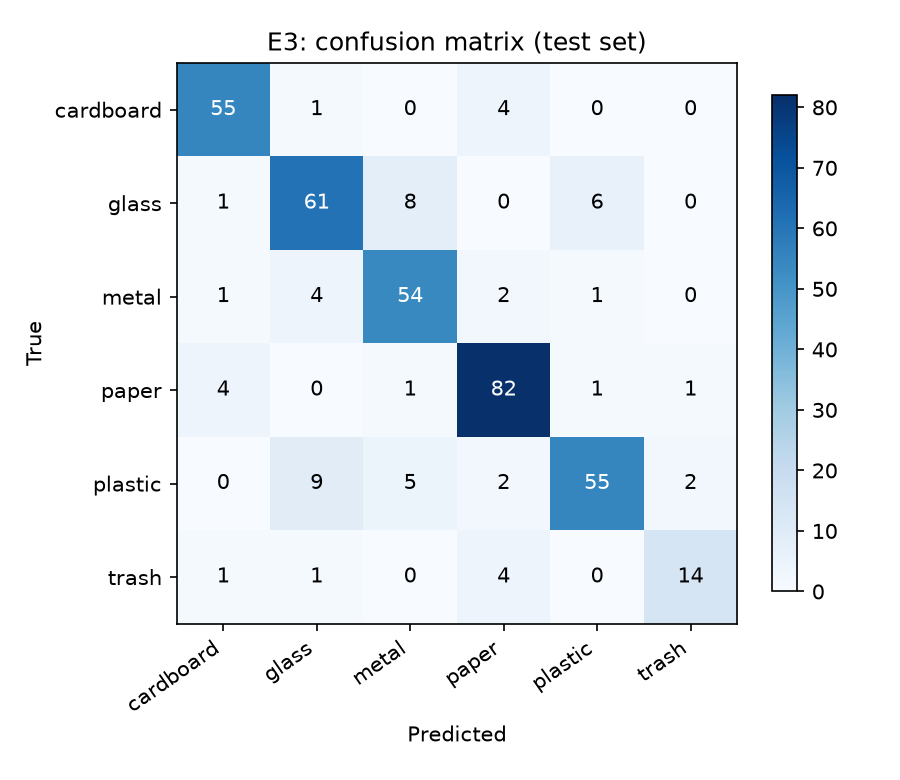 E3: confusion matrix (test set)
cardboard 55 1 0 4 0 0
glass 1 61 8 0 6 0
metal 1 4 54 2 1 0
paper 4 0 1 82 1 1
plastic 0 9 5 2 55 2
trash 1 1 0 4 0 14
cardboard glass metal paper plastic trash
Predicted
True
80
70
60
50
40
30
20
10
0